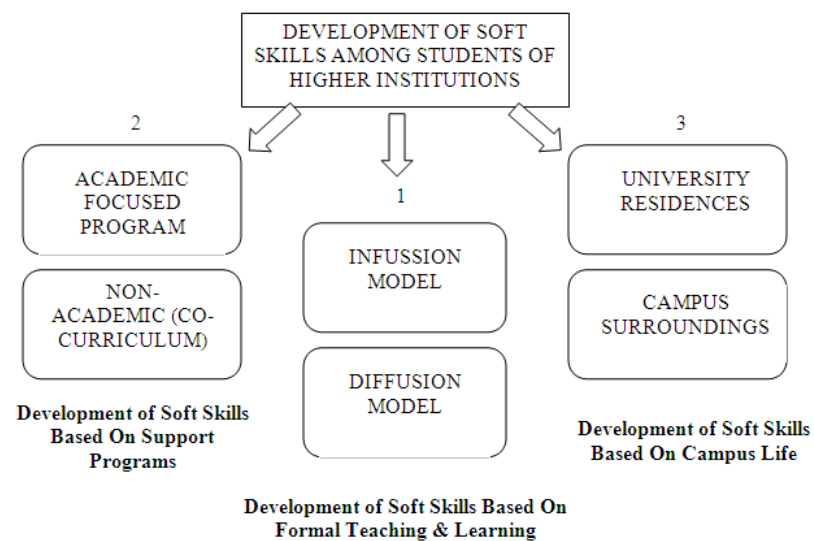 DEVELOPMENT OF SOFT
SKILLS AMONG STUDENTS OF
HIGHER INSTITUTIONS
2
ACADEMIC
FOCUSED
PROGRAM
NON-
ACADEMIC (CO-
CURRICULUM)
Development of Soft Skills
Based On Support
Programs
1
INFUSSION
MODEL
DIFFUSION
MODEL
Development of Soft Skills Based On
Formal Teaching & Learning
3
UNIVERSITY
RESIDENCES
CAMPUS
SURROUNDINGS
Development of Soft Skills
Based On Campus Life